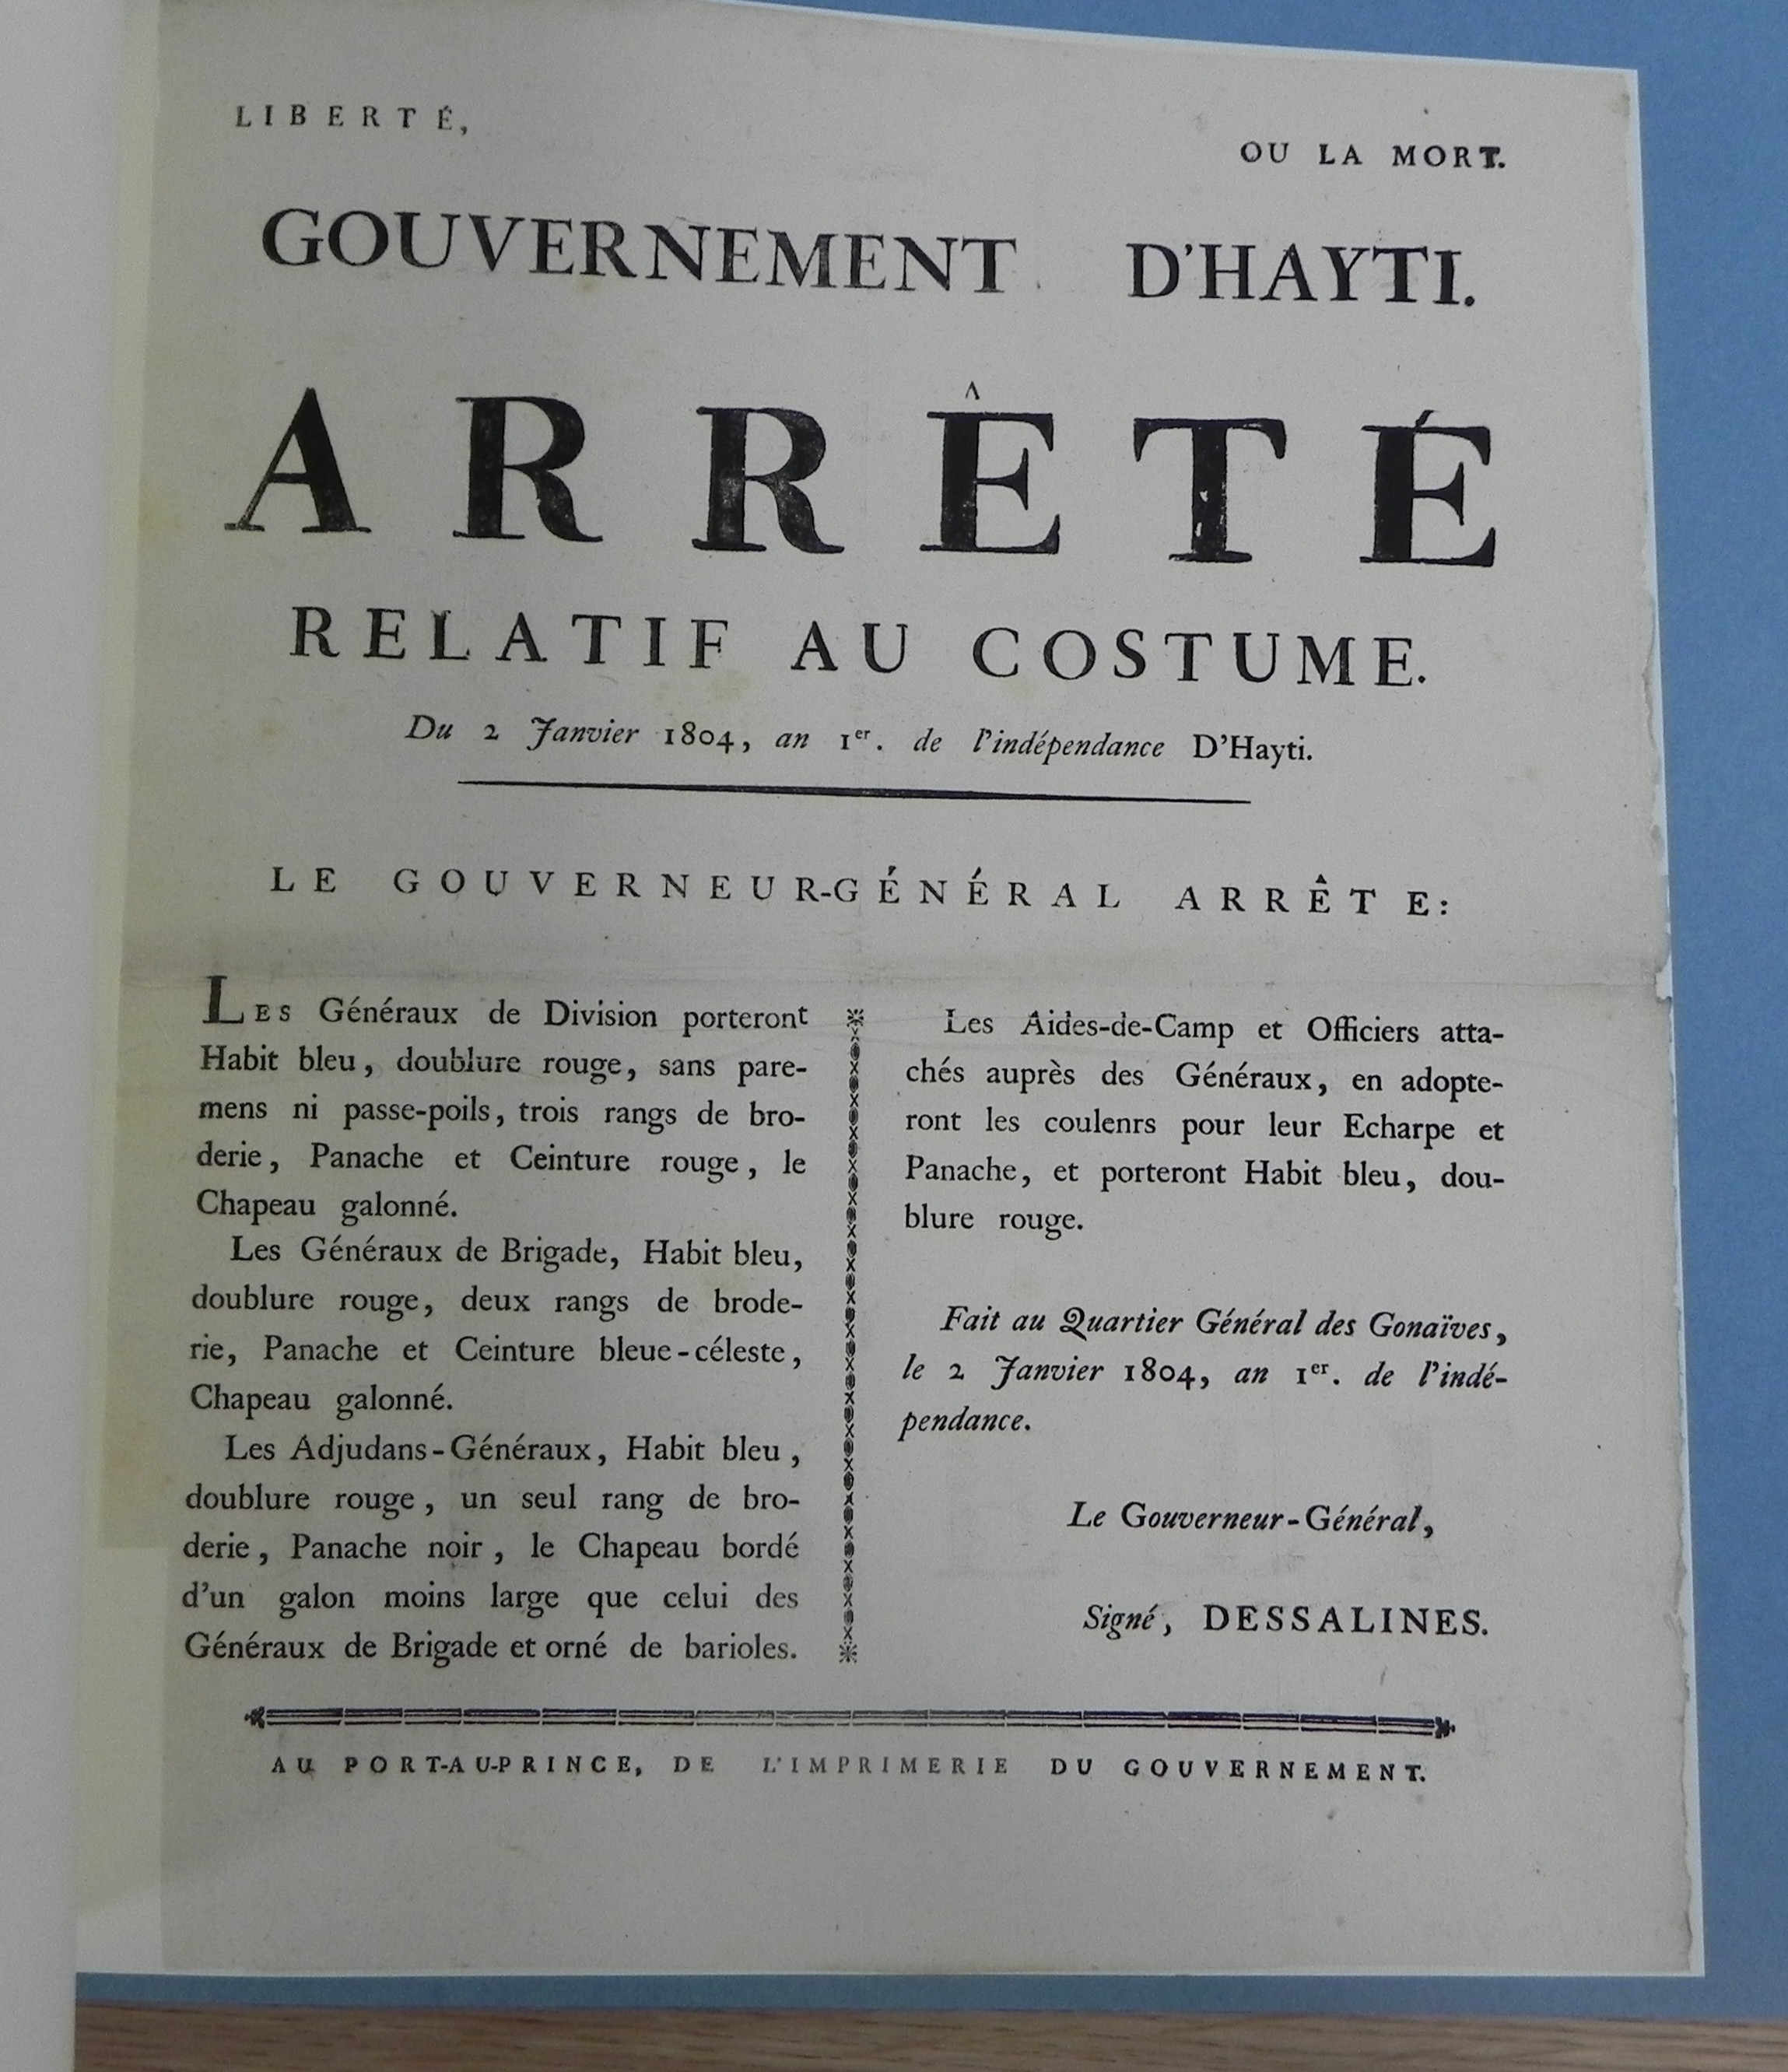 LIBERTÉ,
OU LA MORT.
GOUVERNEMENT D'HAYTI.
ARRÊTÉ
RELATIF AU COSTUME.
Du 2 Janvier 1804, an 1er. de l'indépendance D'Hayti.
LE GOUVERNEUR-GÉNÉRAL ARRÊTE:
LES Généraux de Division porteront
Habit bleu, doublure rouge, sans pare-
mens ni passe-poils, trois rangs de bro-
derie, Panache et Ceinture rouge, le
Chapeau galonné.
Les Généraux de Brigade, Habit bleu,
doublure rouge, deux rangs de brode-
rie, Panache et Ceinture bleue-céleste,
Chapeau galonné.
Les Adjudans-Généraux, Habit bleu,
doublure rouge, un seul rang de bro-
derie, Panache noir, le Chapeau bordé
d'un galon moins large que celui des
Généraux de Brigade et orné de barioles.
Les Aides-de-Camp et Officiers atta-
chés auprès des Généraux, en adopte-
ront les coulenrs pour leur Echarpe et
Panache, et porteront Habit bleu, dou-
blure rouge.
Fait au Quartier Général des Gonaïves,
le 2 Janvier 1804, an 1er. de l'indé-
pendance.
Le Gouverneur-Général,
Signé, DESSALINES.
AU PORT-AU-PRINCE, DE L'IMPRIMERIE DU GOUVERNEMENT.